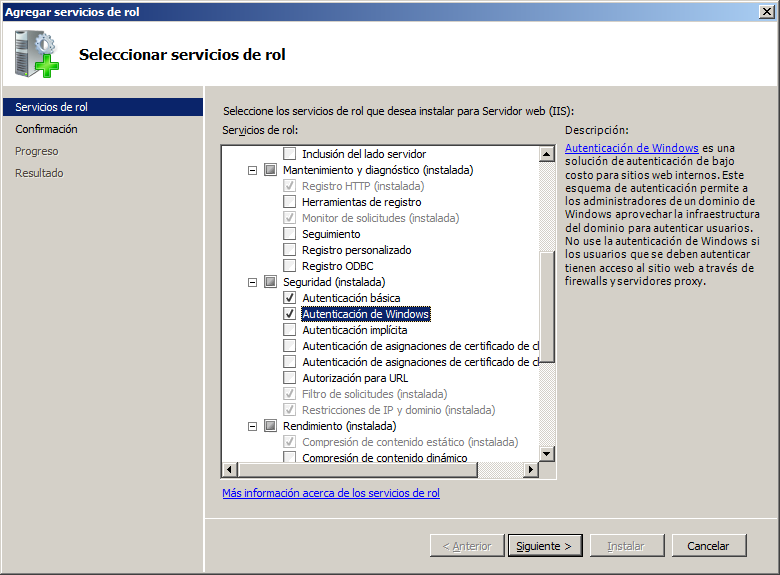 Agregar servicios de rol
Seleccionar servicios de rol
Servicios de rol
Confirmación
Progreso
Resultado
Seleccione los servicios de rol que desea instalar para Servidor web (IIS):
Servicios de rol:
Inclusión del lado servidor
Mantenimiento y diagnóstico (instalada)
Registro HTTP (instalada)
Herramientas de registro
Monitor de solicitudes (instalada)
Seguimiento
Registro personalizado
Registro ODBC
Seguridad (instalada)
Autenticación básica
Autenticación de Windows
Autenticación implícita
Autenticación de asignaciones de certificado de cl
Autenticación de asignaciones de certificado de cl
Autorización para URL
Filtro de solicitudes (instalada)
Restricciones de IP y dominio (instalada)
Rendimiento (instalada)
Compresión de contenido estático (instalada)
Compresión de contenido dinámico
Más información acerca de los servicios de rol
Descripción:
Autenticación de Windows es una
solución de autenticación de bajo
costo para sitios web internos. Este
esquema de autenticación permite a
los administradores de un dominio de
Windows aprovechar la infraestructura
del dominio para autenticar usuarios.
No use la autenticación de Windows si
los usuarios que se deben autenticar
tienen acceso al sitio web a través de
firewalls y servidores proxy.
< Anterior
Siguiente >
Instalar
Cancelar